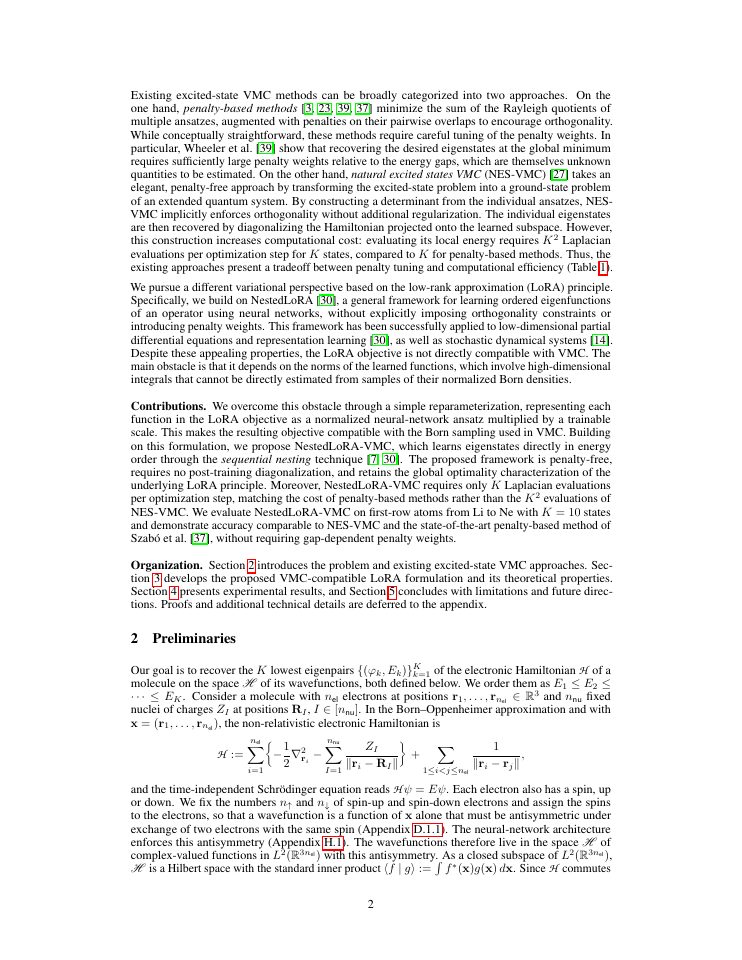 Existing excited-state VMC methods can be broadly categorized into two approaches. On the
one hand, penalty-based methods [3, 23, 39, 37] minimize the sum of the Rayleigh quotients of
multiple ansatzes, augmented with penalties on their pairwise overlaps to encourage orthogonality.
While conceptually straightforward, these methods require careful tuning of the penalty weights. In
particular, Wheeler et al. [39] show that recovering the desired eigenstates at the global minimum
requires sufficiently large penalty weights relative to the energy gaps, which are themselves unknown
quantities to be estimated. On the other hand, natural excited states VMC (NES-VMC) [27] takes an
elegant, penalty-free approach by transforming the excited-state problem into a ground-state problem
of an extended quantum system. By constructing a determinant from the individual ansatzes, NES-
VMC implicitly enforces orthogonality without additional regularization. The individual eigenstates
are then recovered by diagonalizing the Hamiltonian projected onto the learned subspace. However,
this construction increases computational cost: evaluating its local energy requires K² Laplacian
evaluations per optimization step for K states, compared to K for penalty-based methods. Thus, the
existing approaches present a tradeoff between penalty tuning and computational efficiency (Table 1).
We pursue a different variational perspective based on the low-rank approximation (LoRA) principle.
Specifically, we build on NestedLoRA [30], a general framework for learning ordered eigenfunctions
of an operator using neural networks, without explicitly imposing orthogonality constraints or
introducing penalty weights. This framework has been successfully applied to low-dimensional partial
differential equations and representation learning [30], as well as stochastic dynamical systems [14].
Despite these appealing properties, the LoRA objective is not directly compatible with VMC. The
main obstacle is that it depends on the norms of the learned functions, which involve high-dimensional
integrals that cannot be directly estimated from samples of their normalized Born densities.
Contributions. We overcome this obstacle through a simple reparameterization, representing each
function in the LoRA objective as a normalized neural-network ansatz multiplied by a trainable
scale. This makes the resulting objective compatible with the Born sampling used in VMC. Building
on this formulation, we propose NestedLoRA-VMC, which learns eigenstates directly in energy
order through the sequential nesting technique [7, 30]. The proposed framework is penalty-free,
requires no post-training diagonalization, and retains the global optimality characterization of the
underlying LoRA principle. Moreover, NestedLoRA-VMC requires only K Laplacian evaluations
per optimization step, matching the cost of penalty-based methods rather than the K² evaluations of
NES-VMC. We evaluate NestedLoRA-VMC on first-row atoms from Li to Ne with K = 10 states
and demonstrate accuracy comparable to NES-VMC and the state-of-the-art penalty-based method of
Szabó et al. [37], without requiring gap-dependent penalty weights.
Organization. Section 2 introduces the problem and existing excited-state VMC approaches. Sec-
tion 3 develops the proposed VMC-compatible LoRA formulation and its theoretical properties.
Section 4 presents experimental results, and Section 5 concludes with limitations and future direc-
tions. Proofs and additional technical details are deferred to the appendix.
2 Preliminaries
Our goal is to recover the K lowest eigenpairs {(φ_k, E_k)}_{k=1}^K of the electronic Hamiltonian ℋ of a
molecule on the space ℋ of its wavefunctions, both defined below. We order them as E₁ ≤ E₂ ≤
⋯ ≤ E_K. Consider a molecule with n_el electrons at positions r₁, . . . , r_{n_el} ∈ ℝ³ and n_nu fixed
nuclei of charges Z_I at positions R_I, I ∈ [n_nu]. In the Born–Oppenheimer approximation and with
x = (r₁, . . . , r_{n_el}), the non-relativistic electronic Hamiltonian is
ℋ := ∑_{i=1}^{n_el} { −½ ∇²_{r_i} − ∑_{I=1}^{n_nu} Z_I / ‖r_i − R_I‖ } + ∑_{1≤i<j≤n_el} 1 / ‖r_i − r_j‖,
and the time-independent Schrödinger equation reads ℋψ = Eψ. Each electron also has a spin, up
or down. We fix the numbers n_↑ and n_↓ of spin-up and spin-down electrons and assign the spins
to the electrons, so that a wavefunction is a function of x alone that must be antisymmetric under
exchange of two electrons with the same spin (Appendix D.1.1). The neural-network architecture
enforces this antisymmetry (Appendix H.1). The wavefunctions therefore live in the space ℋ of
complex-valued functions in L²(ℝ^{3n_el}) with this antisymmetry. As a closed subspace of L²(ℝ^{3n_el}),
ℋ is a Hilbert space with the standard inner product ⟨f | g⟩ := ∫ f*(x)g(x) dx. Since ℋ commutes
2